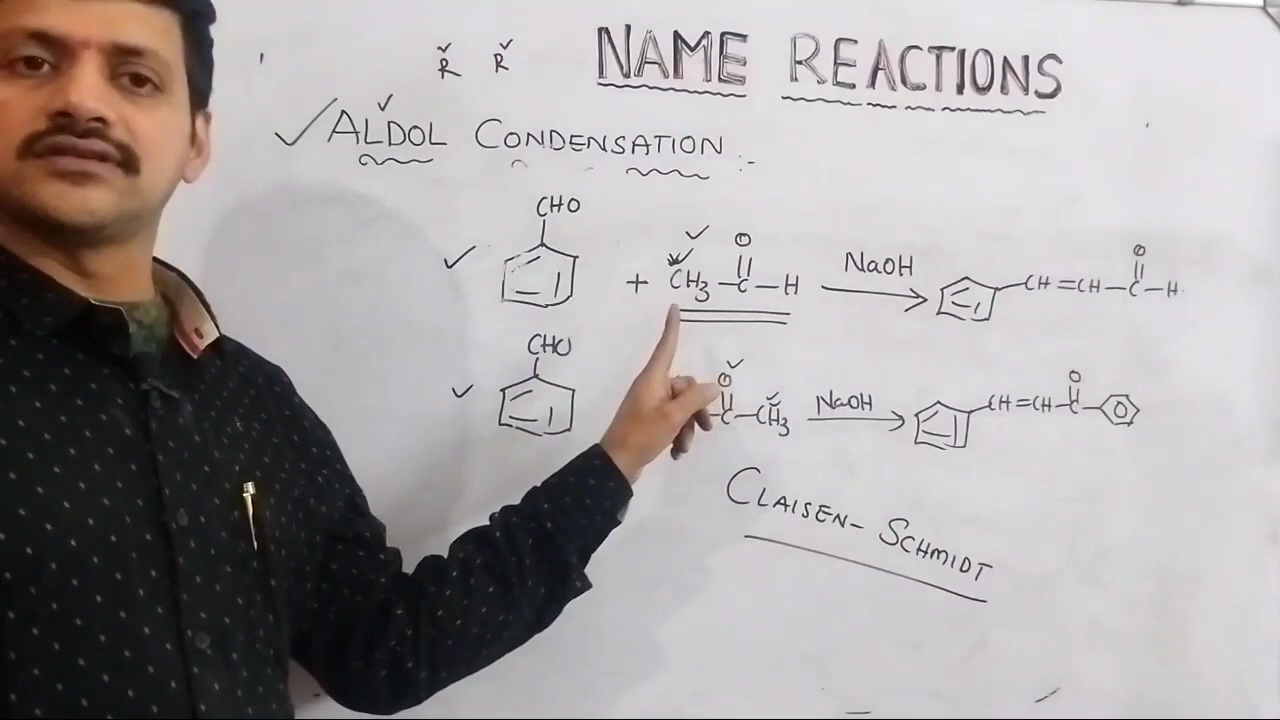 Ř Ř NAME REACTIONS
✓ALDOL CONDENSATION :-
CHO
O
O
✓ + CH3–C–H NaOH → CH=CH–C–H
CHO
O
O
✓ C–CH3 NaOH → CH=CH–C– O
CLAISEN–SCHMIDT